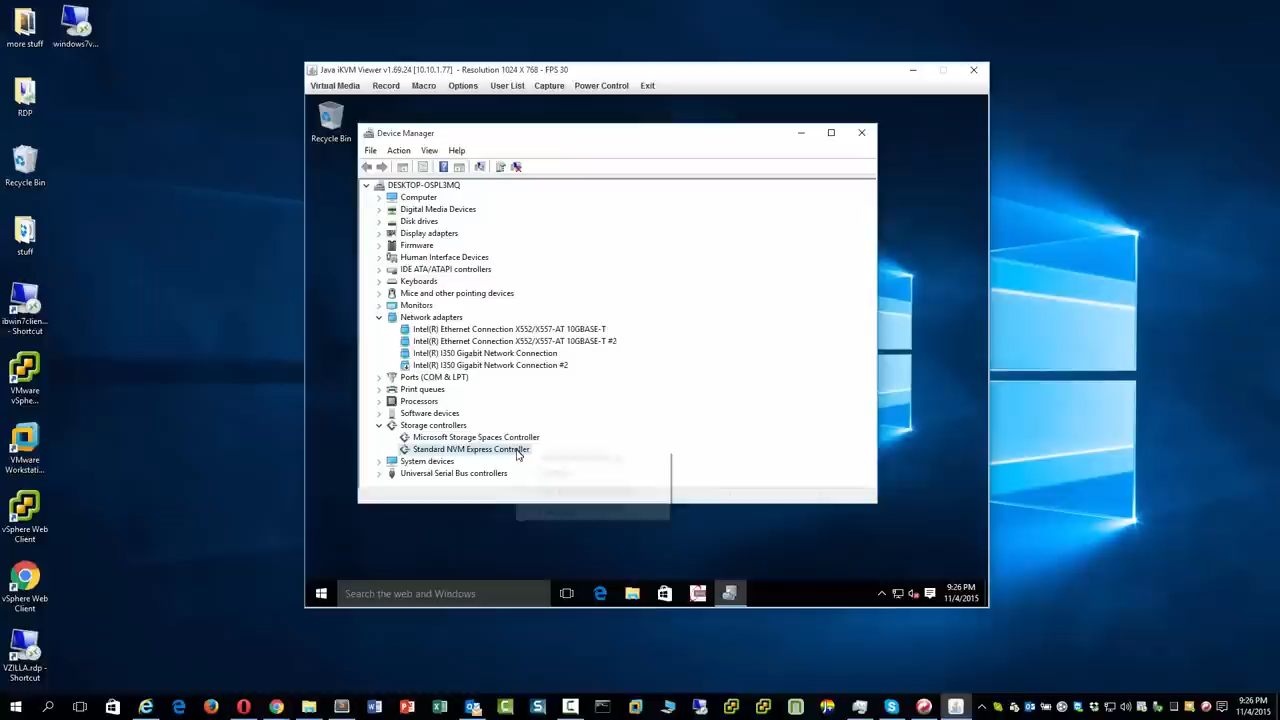 more stuff
windows7v...
RDP
Recycle Bin
stuff
ibwin7clien...
- Shortcut
VMware
vSphe...
VMware
Workstati...
vSphere Web
Client
vSphere Web
Client
VZILLA.rdp -
Shortcut
Java iKVM Viewer v1.69.24 [10.10.1.77] - Resolution 1024 X 768 - FPS 30
Virtual Media Record Macro Options User List Capture Power Control Exit
Recycle Bin
Device Manager
File Action View Help
DESKTOP-OSPL3MQ
Computer
Digital Media Devices
Disk drives
Display adapters
Firmware
Human Interface Devices
IDE ATA/ATAPI controllers
Keyboards
Mice and other pointing devices
Monitors
Network adapters
Intel(R) Ethernet Connection X552/X557-AT 10GBASE-T
Intel(R) Ethernet Connection X552/X557-AT 10GBASE-T #2
Intel(R) I350 Gigabit Network Connection
Intel(R) I350 Gigabit Network Connection #2
Ports (COM & LPT)
Print queues
Processors
Software devices
Storage controllers
Microsoft Storage Spaces Controller
Standard NVM Express Controller
System devices
Universal Serial Bus controllers
Search the web and Windows
9:26 PM
11/4/2015
9:26 PM
11/4/2015